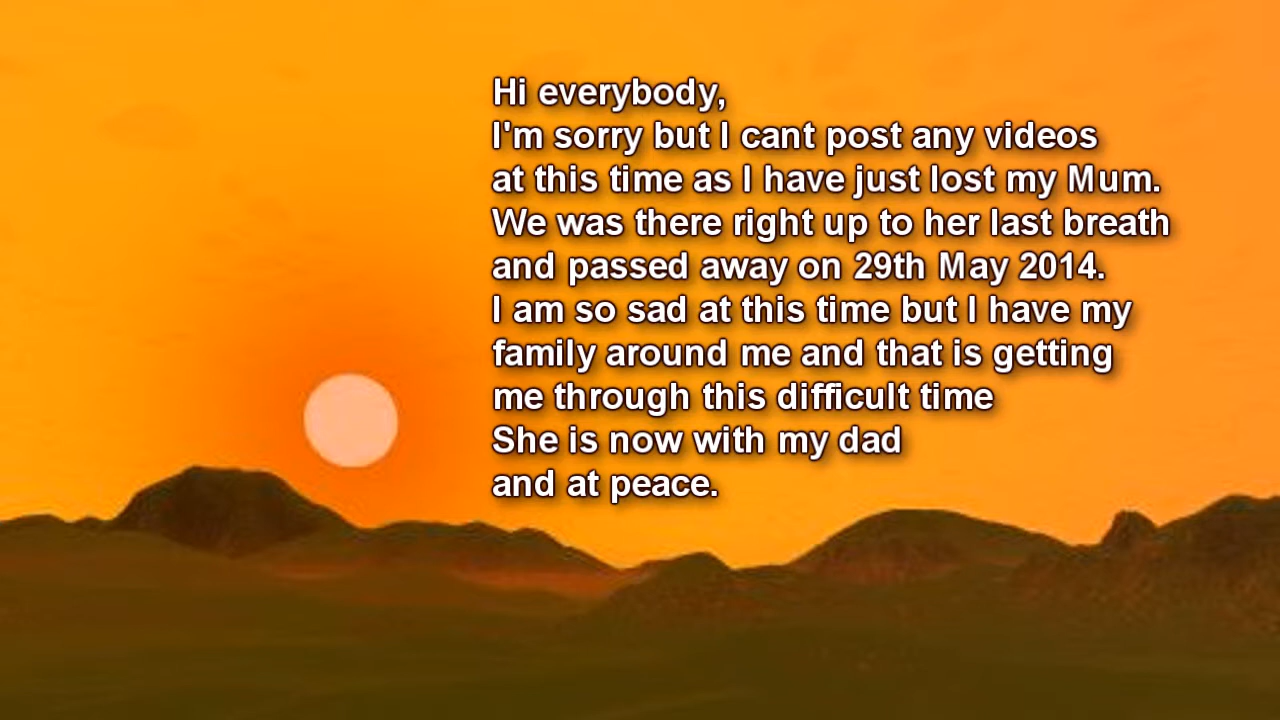 Hi everybody,
I'm sorry but I cant post any videos
at this time as I have just lost my Mum.
We was there right up to her last breath
and passed away on 29th May 2014.
I am so sad at this time but I have my
family around me and that is getting
me through this difficult time
She is now with my dad
and at peace.